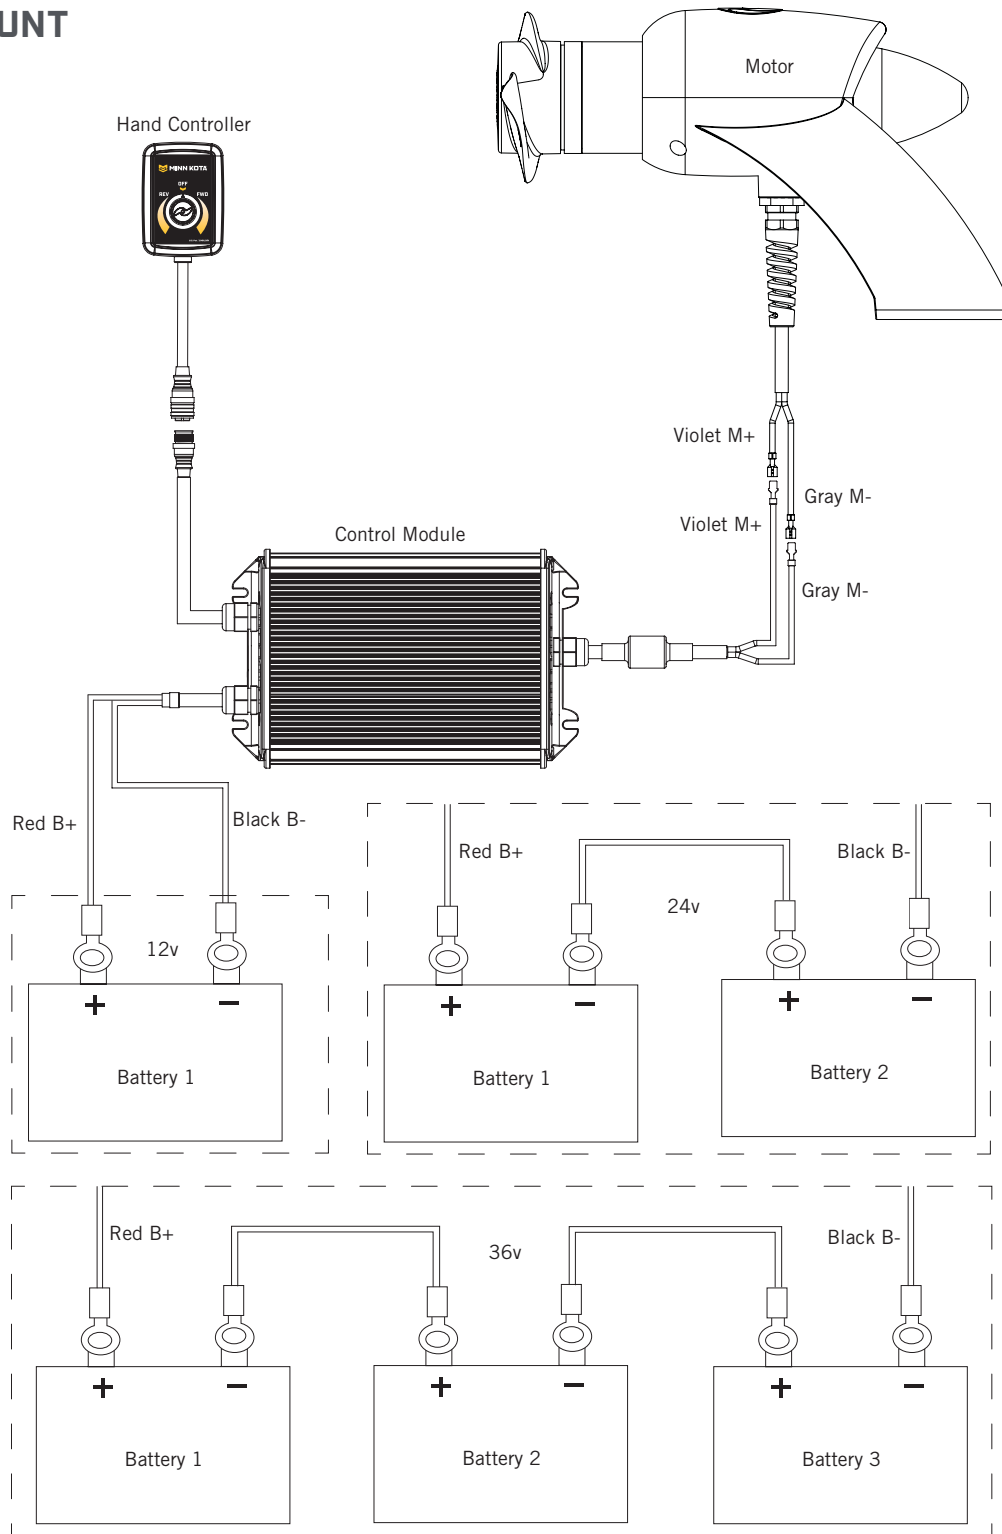 UNT
Motor
Hand Controller
MINN KOTA
OFF
REV
FWD
Violet M+
Gray M-
Violet M+
Control Module
Gray M-
Red B+
Black B-
Red B+
Black B-
24v
12v
+
−
+
−
+
−
Battery 1
Battery 1
Battery 2
Red B+
Black B-
36v
+
−
+
−
+
−
Battery 1
Battery 2
Battery 3